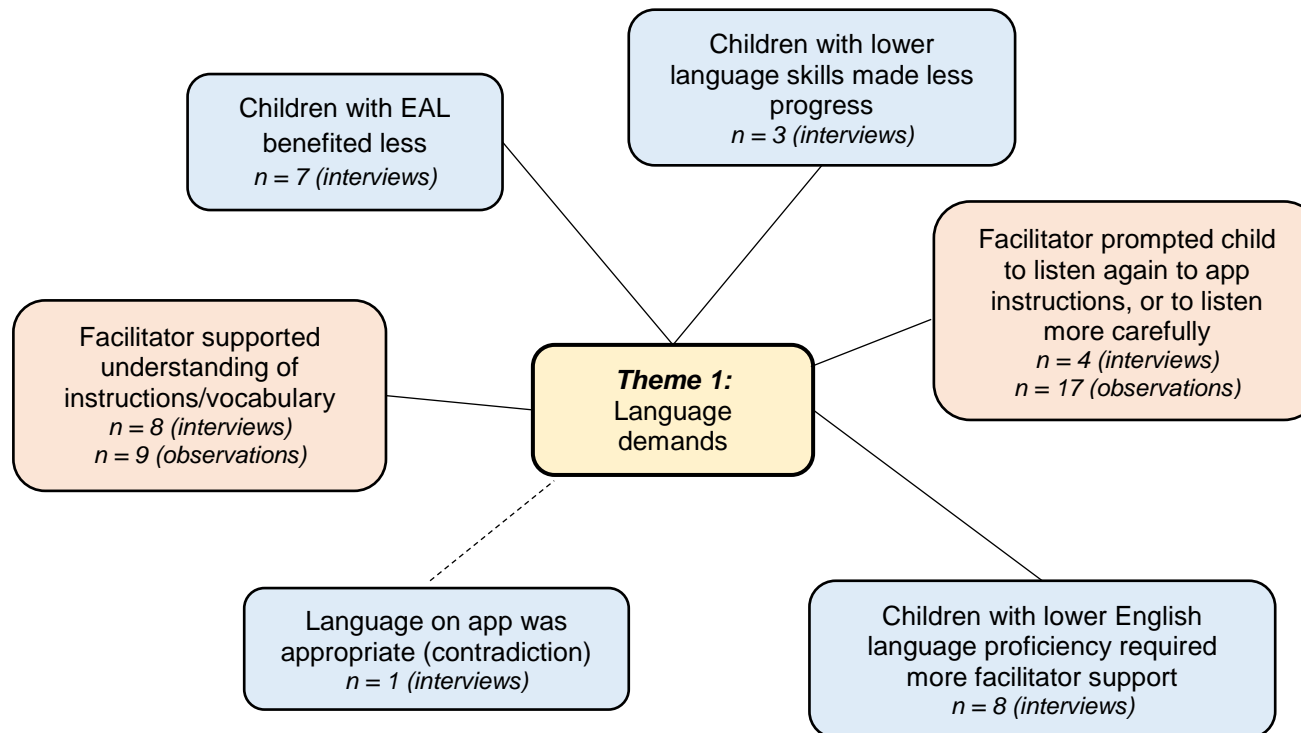 Children with lower
language skills made less
progress
n = 3 (interviews)
Children with EAL
benefited less
n = 7 (interviews)
Facilitator prompted child
to listen again to app
instructions, or to listen
more carefully
n = 4 (interviews)
n = 17 (observations)
Facilitator supported
understanding of
instructions/vocabulary
n = 8 (interviews)
n = 9 (observations)
Theme 1:
Language
demands
Language on app was
appropriate (contradiction)
n = 1 (interviews)
Children with lower English
language proficiency required
more facilitator support
n = 8 (interviews)